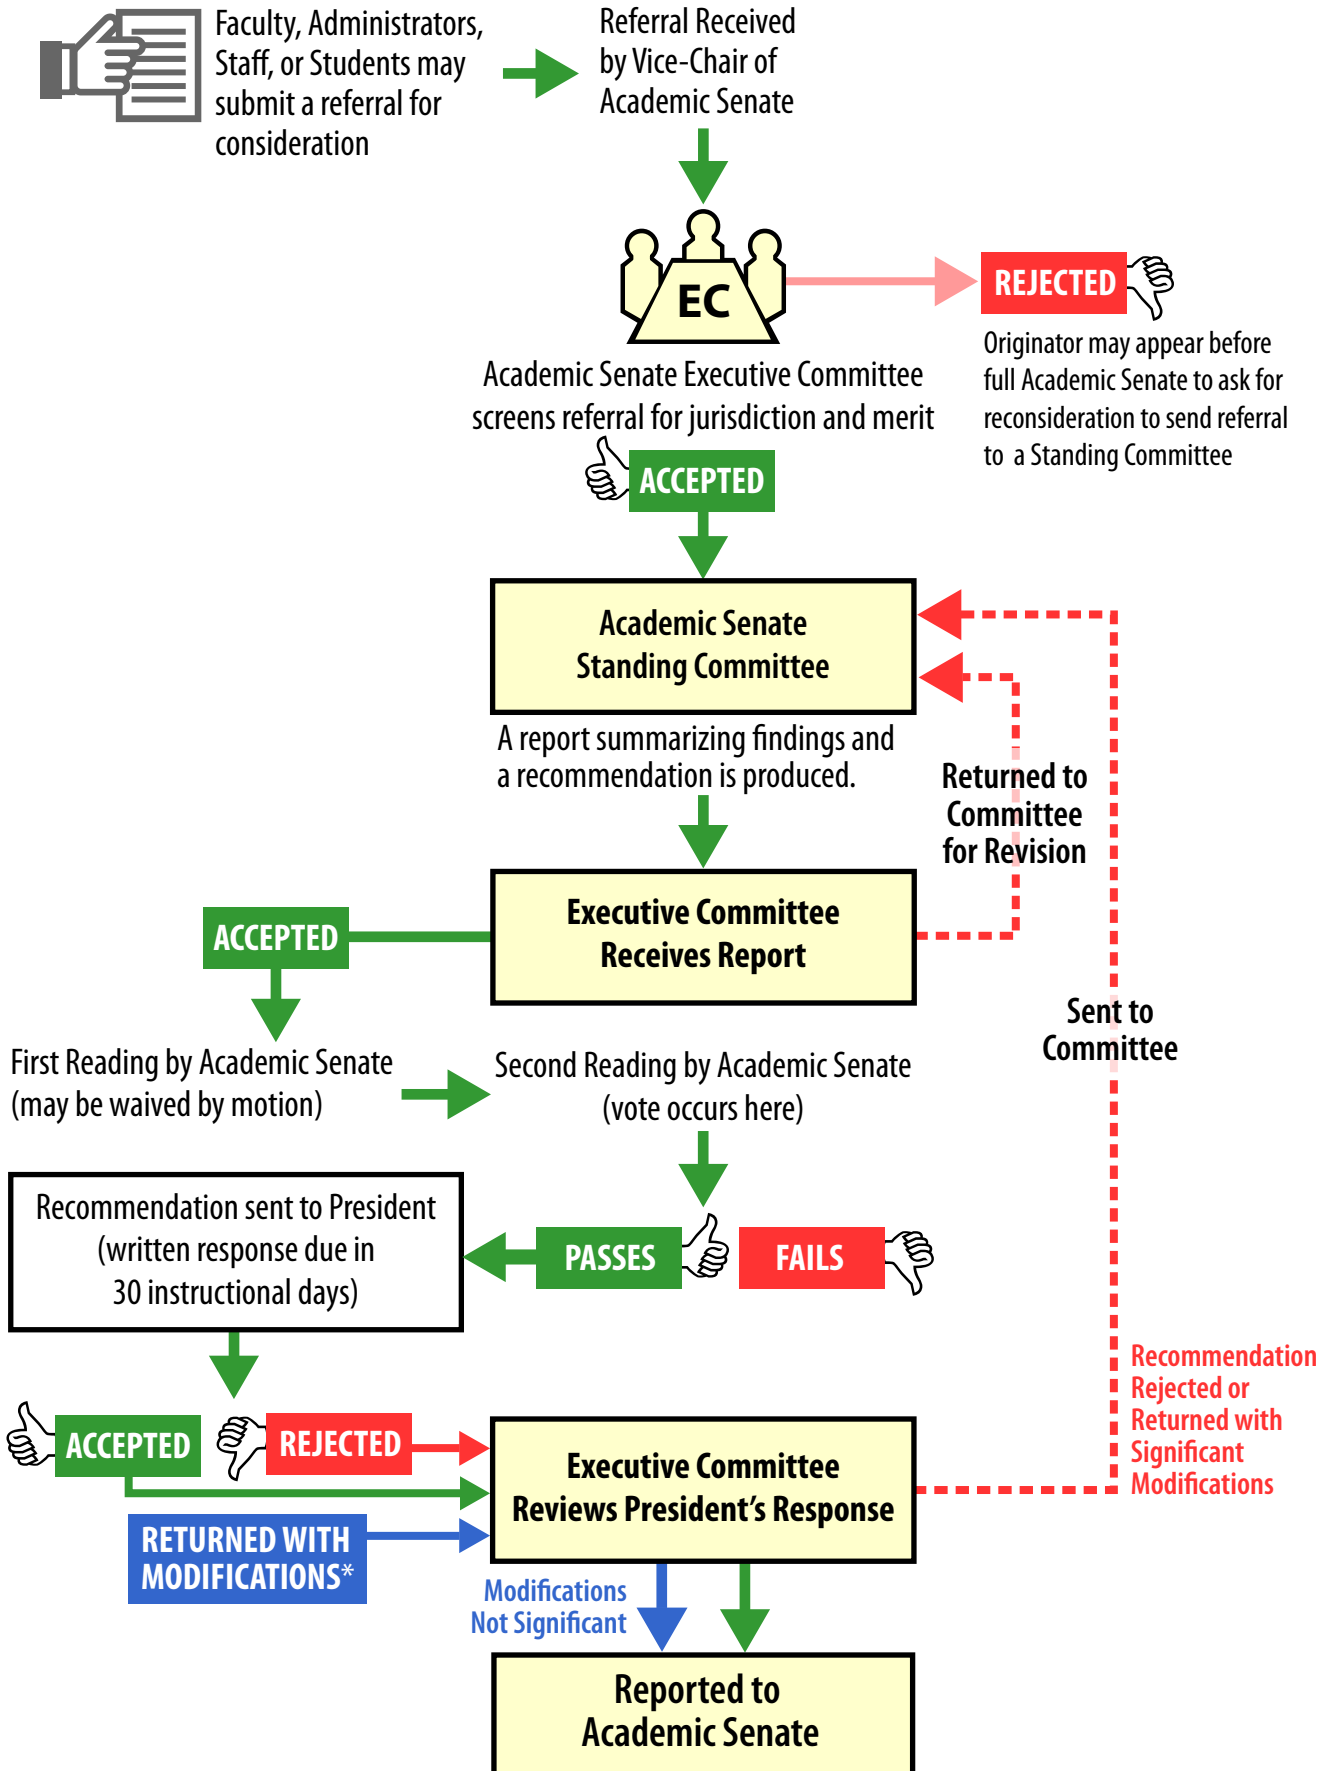 Faculty, Administrators,
Staff, or Students may
submit a referral for
consideration
Referral Received
by Vice-Chair of
Academic Senate
EC
REJECTED
Originator may appear before
full Academic Senate to ask for
reconsideration to send referral
to a Standing Committee
Academic Senate Executive Committee
screens referral for jurisdiction and merit
ACCEPTED
Academic Senate
Standing Committee
A report summarizing findings and
a recommendation is produced.
Returned to
Committee
for Revision
Executive Committee
Receives Report
ACCEPTED
Sent to
Committee
First Reading by Academic Senate
(may be waived by motion)
Second Reading by Academic Senate
(vote occurs here)
Recommendation sent to President
(written response due in
30 instructional days)
PASSES
FAILS
Recommendation
Rejected or
Returned with
Significant
Modifications
ACCEPTED
REJECTED
RETURNED WITH
MODIFICATIONS*
Executive Committee
Reviews President’s Response
Modifications
Not Significant
Reported to
Academic Senate